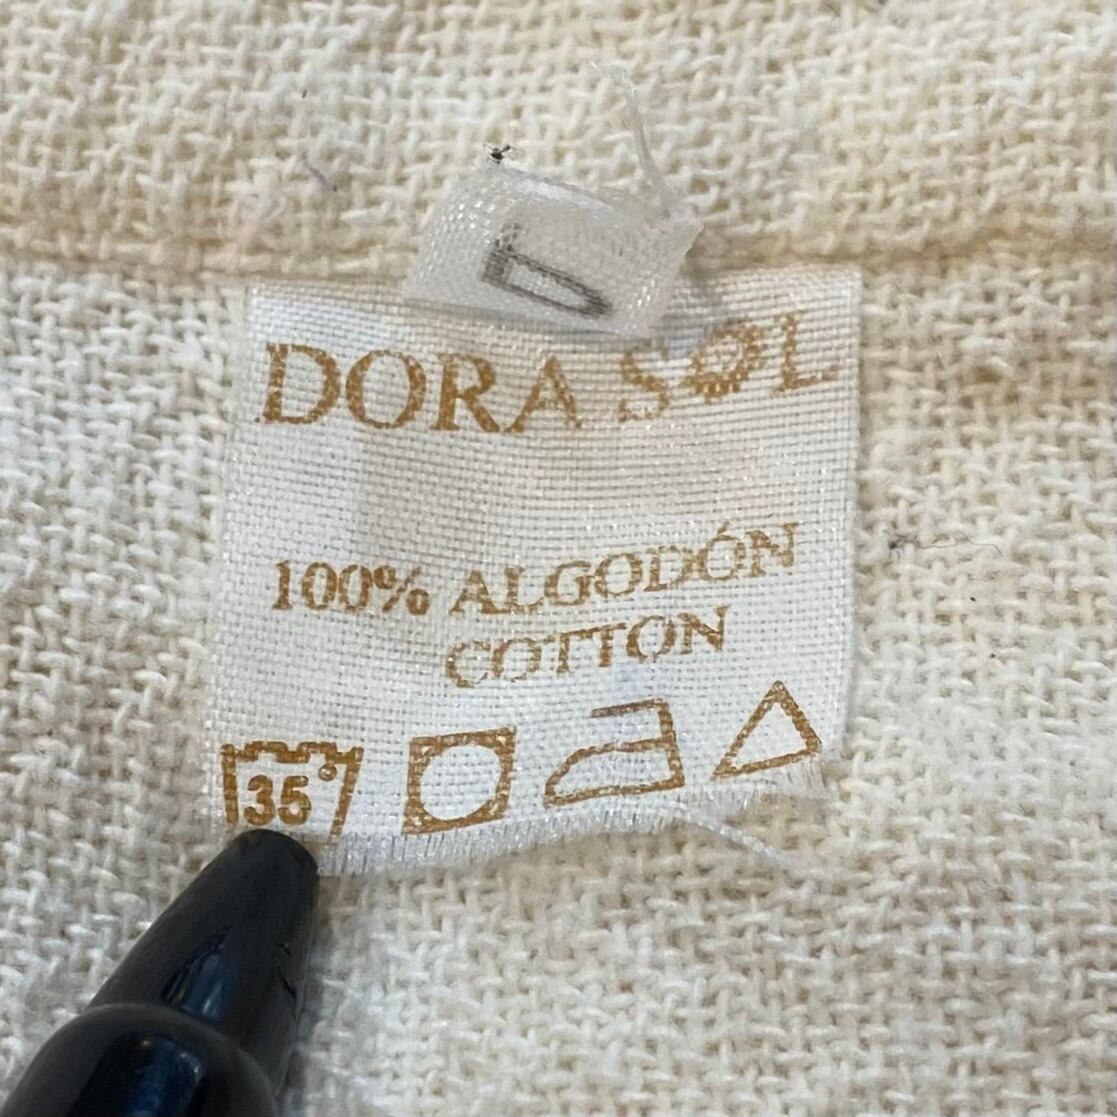 L
DORA SOL
100% ALGODÓN
COTTON
35°